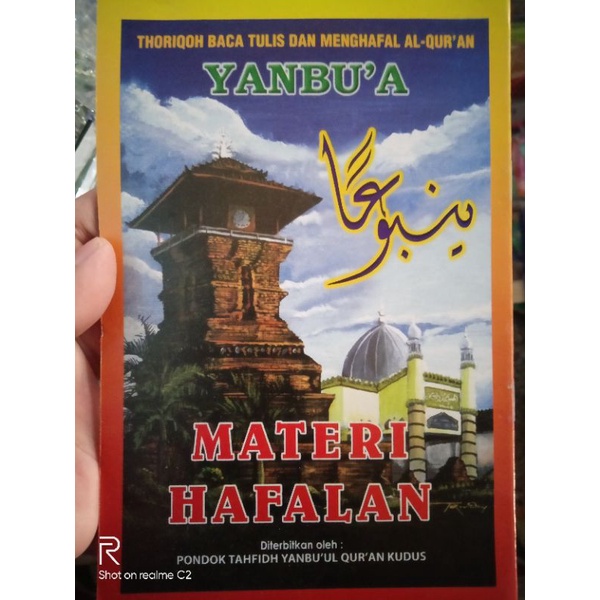 THORIQOH BACA TULIS DAN MENGHAFAL AL-QUR'AN
YANBU'A
ينبوعًا
MATERI
HAFALAN
Diterbitkan oleh :
PONDOK TAHFIDH YANBU'UL QUR'AN KUDUS
R
Shot on realme C2